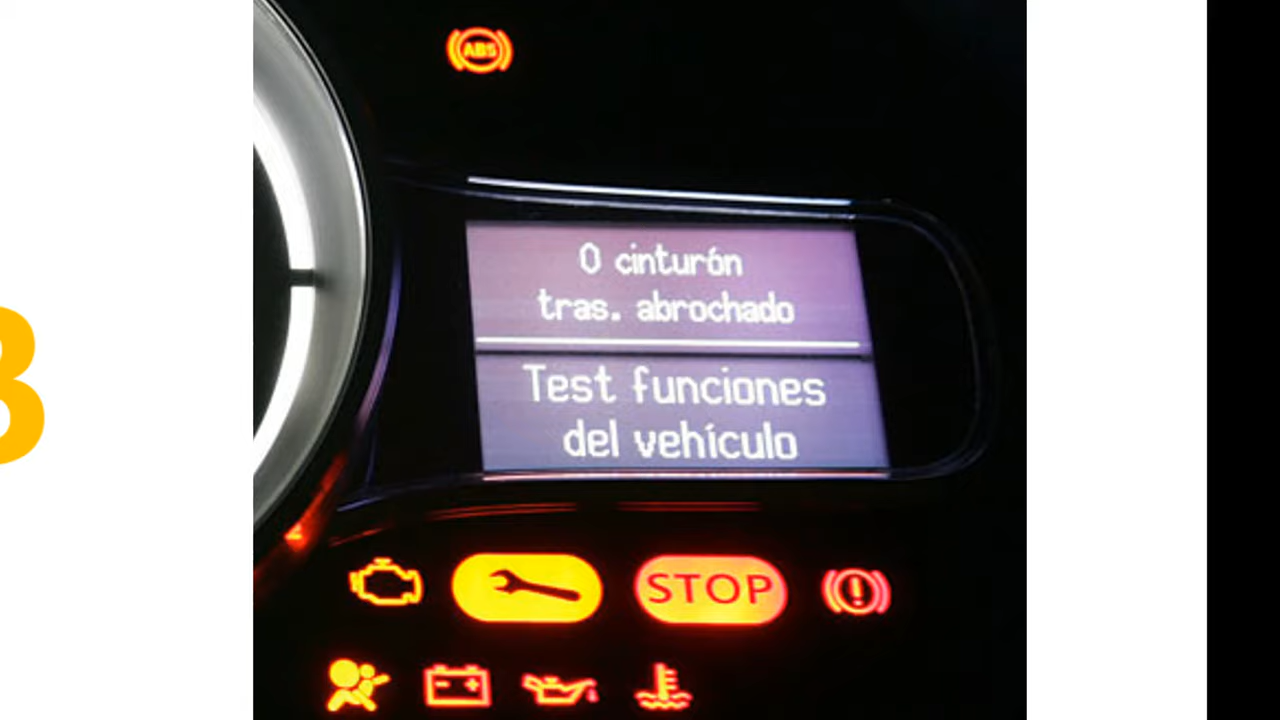 ABS
0 cinturón
tras. abrochado
Test funciones
del vehículo
STOP